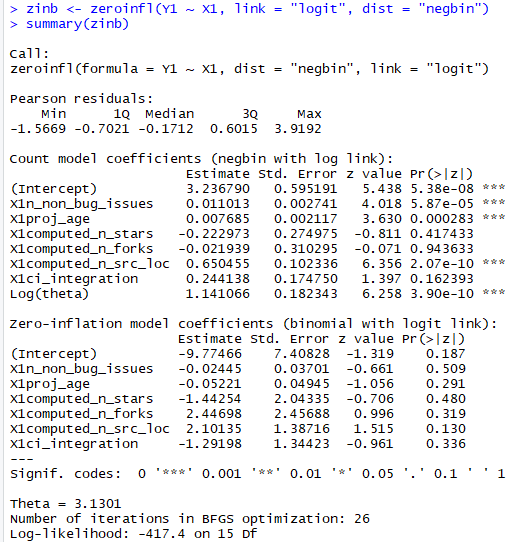 > zinb <- zeroinfl(Y1 ~ X1, link = "logit", dist = "negbin")
> summary(zinb)

Call:
zeroinfl(formula = Y1 ~ X1, dist = "negbin", link = "logit")

Pearson residuals:
    Min      1Q  Median      3Q     Max
-1.5669 -0.7021 -0.1712  0.6015  3.9192

Count model coefficients (negbin with log link):
                    Estimate Std. Error z value Pr(>|z|)
(Intercept)         3.236790   0.595191   5.438 5.38e-08 ***
X1n_non_bug_issues  0.011013   0.002741   4.018 5.87e-05 ***
X1proj_age          0.007685   0.002117   3.630 0.000283 ***
X1computed_n_stars -0.222973   0.274975  -0.811 0.417433
X1computed_n_forks -0.021939   0.310295  -0.071 0.943633
X1computed_n_src_loc 0.650455   0.102336   6.356 2.07e-10 ***
X1ci_integration    0.244138   0.174750   1.397 0.162393
Log(theta)          1.141066   0.182343   6.258 3.90e-10 ***

Zero-inflation model coefficients (binomial with logit link):
                     Estimate Std. Error z value Pr(>|z|)
(Intercept)          -9.77466    7.40828  -1.319    0.187
X1n_non_bug_issues   -0.02445    0.03701  -0.661    0.509
X1proj_age           -0.05221    0.04945  -1.056    0.291
X1computed_n_stars   -1.44254    2.04335  -0.706    0.480
X1computed_n_forks    2.44698    2.45688   0.996    0.319
X1computed_n_src_loc  2.10135    1.38716   1.515    0.130
X1ci_integration     -1.29198    1.34423  -0.961    0.336
---
Signif. codes:  0 '***' 0.001 '**' 0.01 '*' 0.05 '.' 0.1 ' ' 1

Theta = 3.1301
Number of iterations in BFGS optimization: 26
Log-likelihood: -417.4 on 15 Df